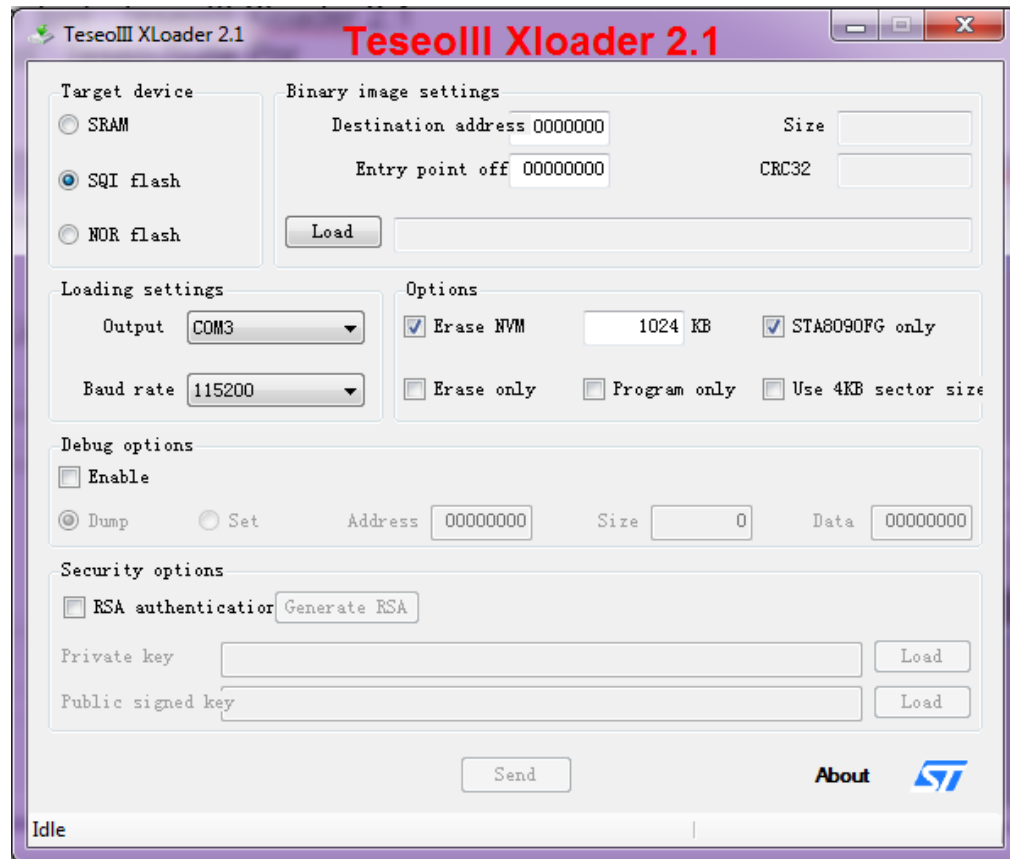 TeseoIII XLoader 2.1
TeseoIII Xloader 2.1
Target device
SRAM
SQI flash
NOR flash
Binary image settings
Destination address 0000000
Size
Entry point off 00000000
CRC32
Load
Loading settings
Output COM3
Baud rate 115200
Options
Erase NVM 1024 KB STA8090FG only
Erase only Program only Use 4KB sector size
Debug options
Enable
Dump Set Address 00000000 Size 0 Data 00000000
Security options
RSA authentication Generate RSA
Private key Load
Public signed key Load
Send
About ST
Idle